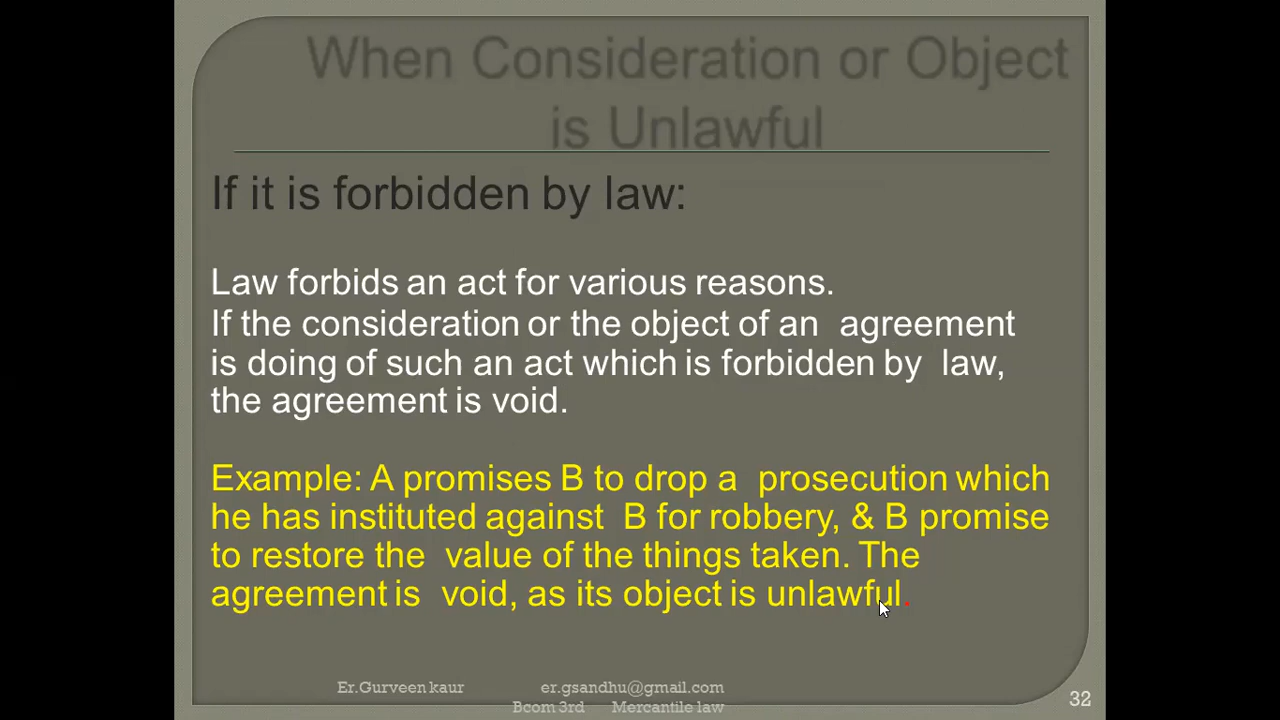 When Consideration or Object
is Unlawful
If it is forbidden by law:
Law forbids an act for various reasons.
If the consideration or the object of an agreement
is doing of such an act which is forbidden by law,
the agreement is void.
Example: A promises B to drop a prosecution which
he has instituted against B for robbery, & B promise
to restore the value of the things taken. The
agreement is void, as its object is unlawful.
Er.Gurveen kaur er.gsandhu@gmail.com
Bcom 3rd Mercantile law
32